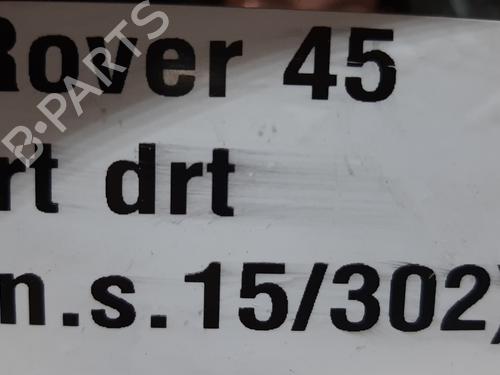 Rover 45
rt drt
n.s.15/302)
B-PARTS